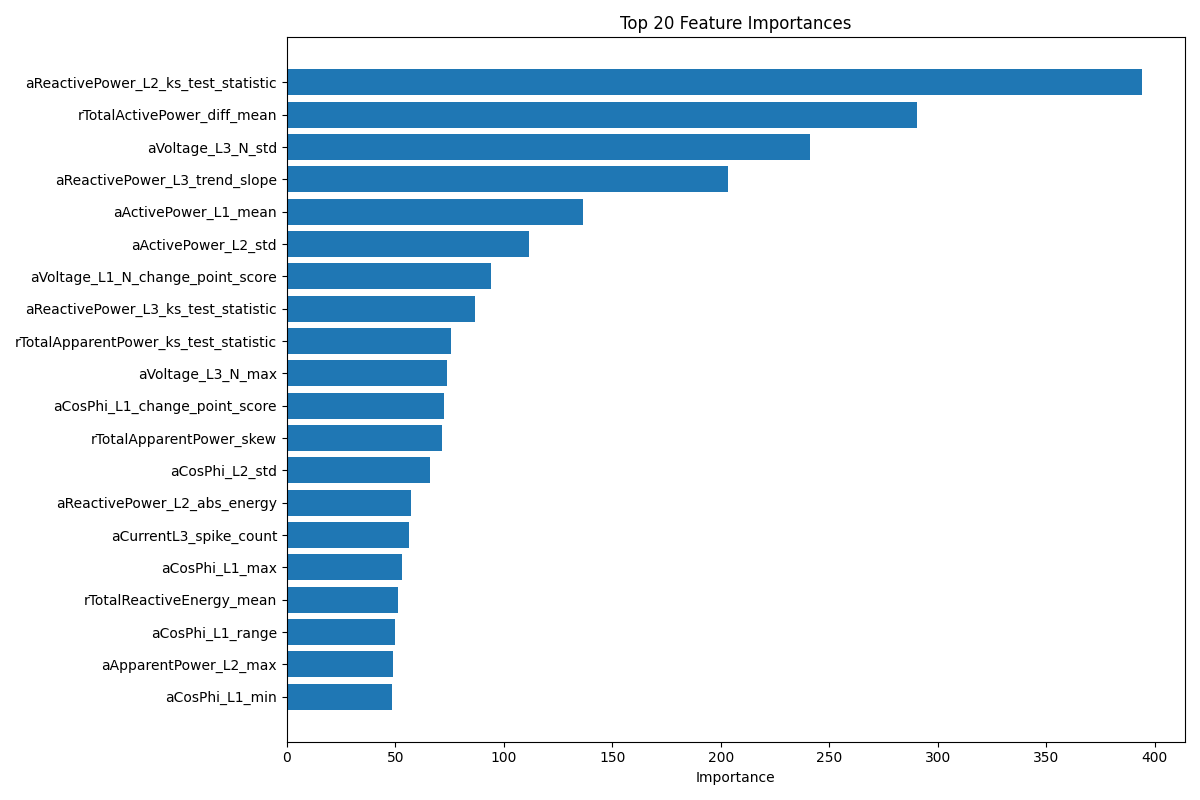 Top 20 Feature Importances
aReactivePower_L2_ks_test_statistic
rTotalActivePower_diff_mean
aVoltage_L3_N_std
aReactivePower_L3_trend_slope
aActivePower_L1_mean
aActivePower_L2_std
aVoltage_L1_N_change_point_score
aReactivePower_L3_ks_test_statistic
rTotalApparentPower_ks_test_statistic
aVoltage_L3_N_max
aCosPhi_L1_change_point_score
rTotalApparentPower_skew
aCosPhi_L2_std
aReactivePower_L2_abs_energy
aCurrentL3_spike_count
aCosPhi_L1_max
rTotalReactiveEnergy_mean
aCosPhi_L1_range
aApparentPower_L2_max
aCosPhi_L1_min
0 50 100 150 200 250 300 350 400
Importance